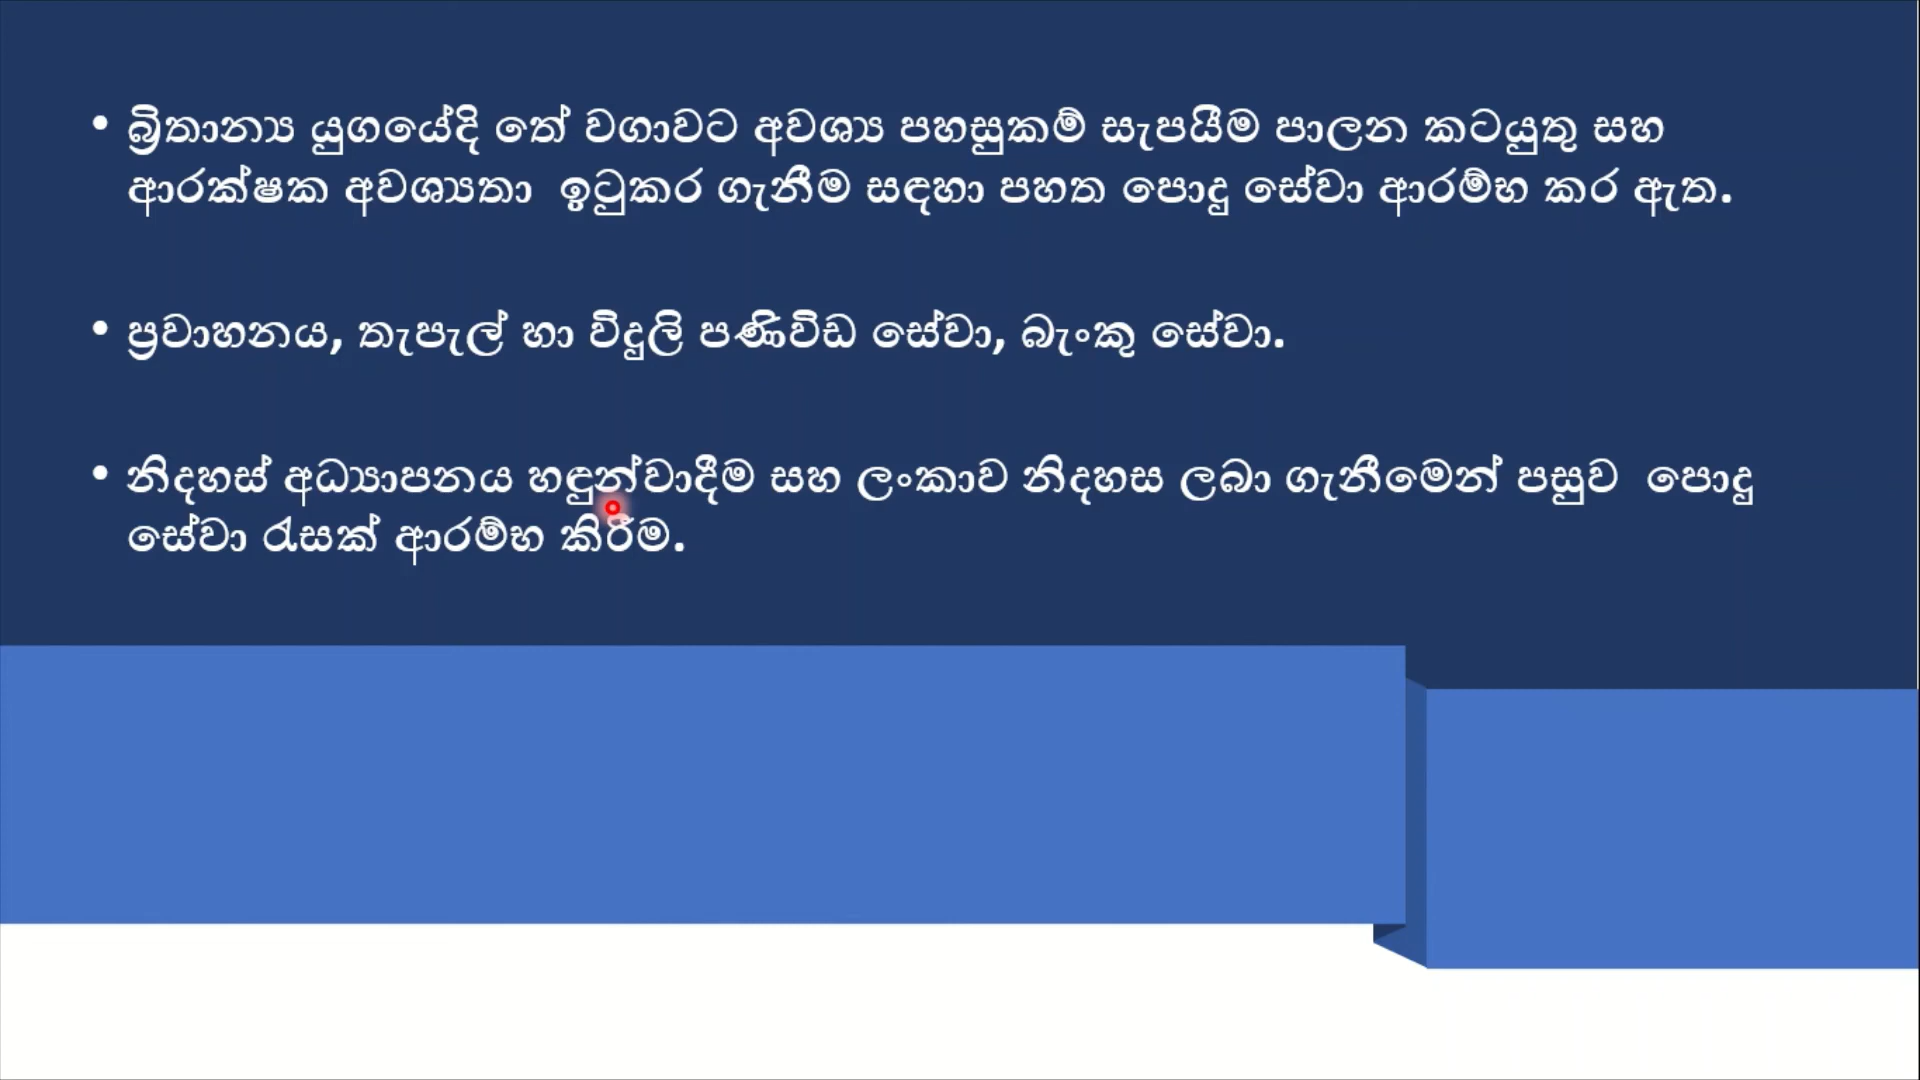 • බ්‍රිතාන්‍ය යුගයේදි තේ වගාවට අවශ්‍ය පහසුකම් සැපයීම පාලන කටයුතු සහ
ආරක්ෂක අවශ්‍යතා ඉටුකර ගැනීම සඳහා පහත පොදු සේවා ආරම්භ කර ඇත.
• ප්‍රවාහනය, තැපැල් හා විදුලි පණිවිඩ සේවා, බැංකු සේවා.
• නිදහස් අධ්‍යාපනය හඳුන්වාදීම සහ ලංකාව නිදහස ලබා ගැනීමෙන් පසුව පොදු
සේවා රැසක් ආරම්භ කිරීම.